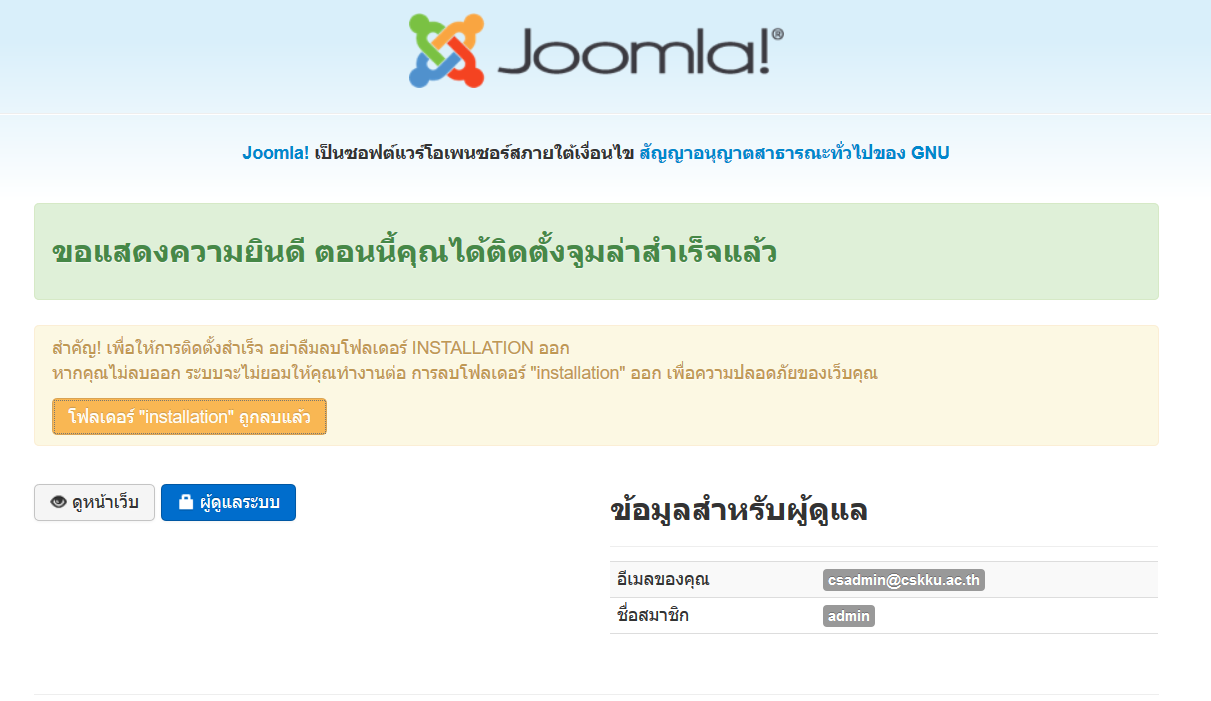 Joomla!®
Joomla! เป็นซอฟต์แวร์โอเพนซอร์สภายใต้เงื่อนไข สัญญาอนุญาตสาธารณะทั่วไปของ GNU
ขอแสดงความยินดี ตอนนี้คุณได้ติดตั้งจูมล่าสำเร็จแล้ว
สำคัญ! เพื่อให้การติดตั้งสำเร็จ อย่าลืมลบโฟลเดอร์ INSTALLATION ออก
หากคุณไม่ลบออก ระบบจะไม่ยอมให้คุณทำงานต่อ การลบโฟลเดอร์ "installation" ออก เพื่อความปลอดภัยของเว็บคุณ
โฟลเดอร์ "installation" ถูกลบแล้ว
ดูหน้าเว็บ ผู้ดูแลระบบ
ข้อมูลสำหรับผู้ดูแล
อีเมลของคุณ csadmin@cskku.ac.th
ชื่อสมาชิก admin